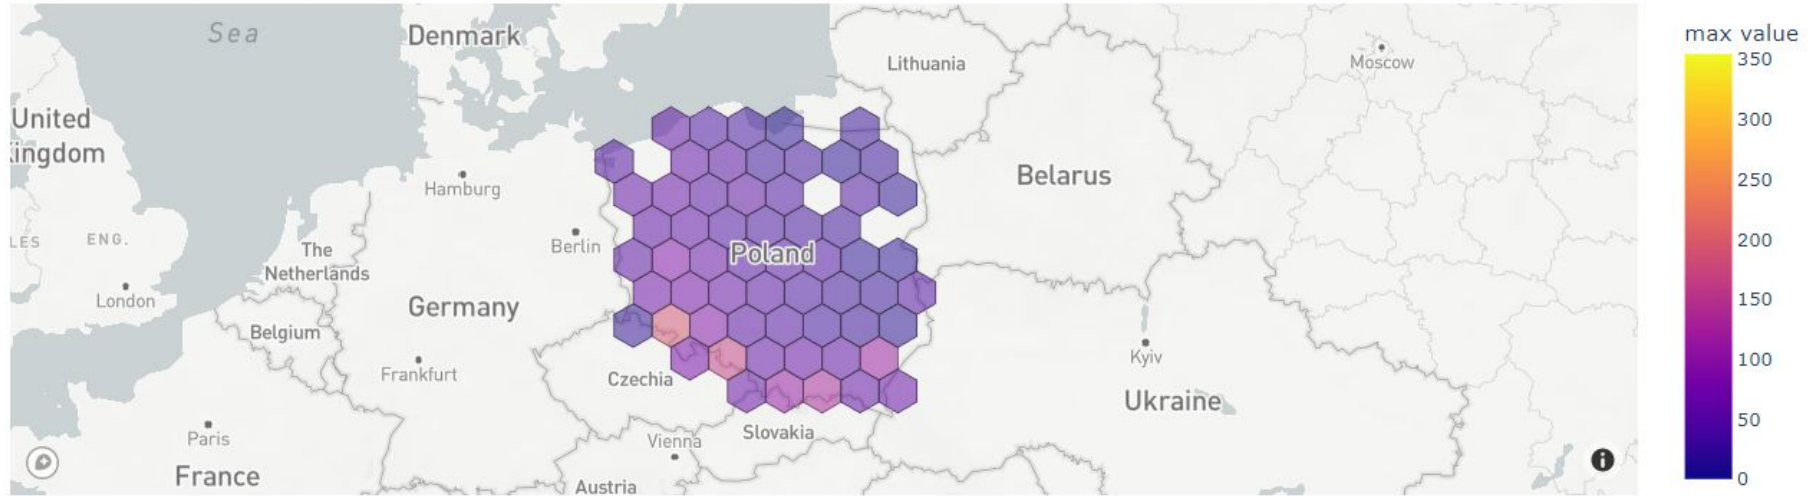 Sea
Denmark
Lithuania
Moscow
United
Kingdom
Hamburg
Belarus
LES
ENG.
The
Netherlands
Berlin
Poland
London
Germany
Belgium
Kyiv
Frankfurt
Czechia
Ukraine
Paris
Vienna
Slovakia
France
Austria
i
max value
350
300
250
200
150
100
50
0